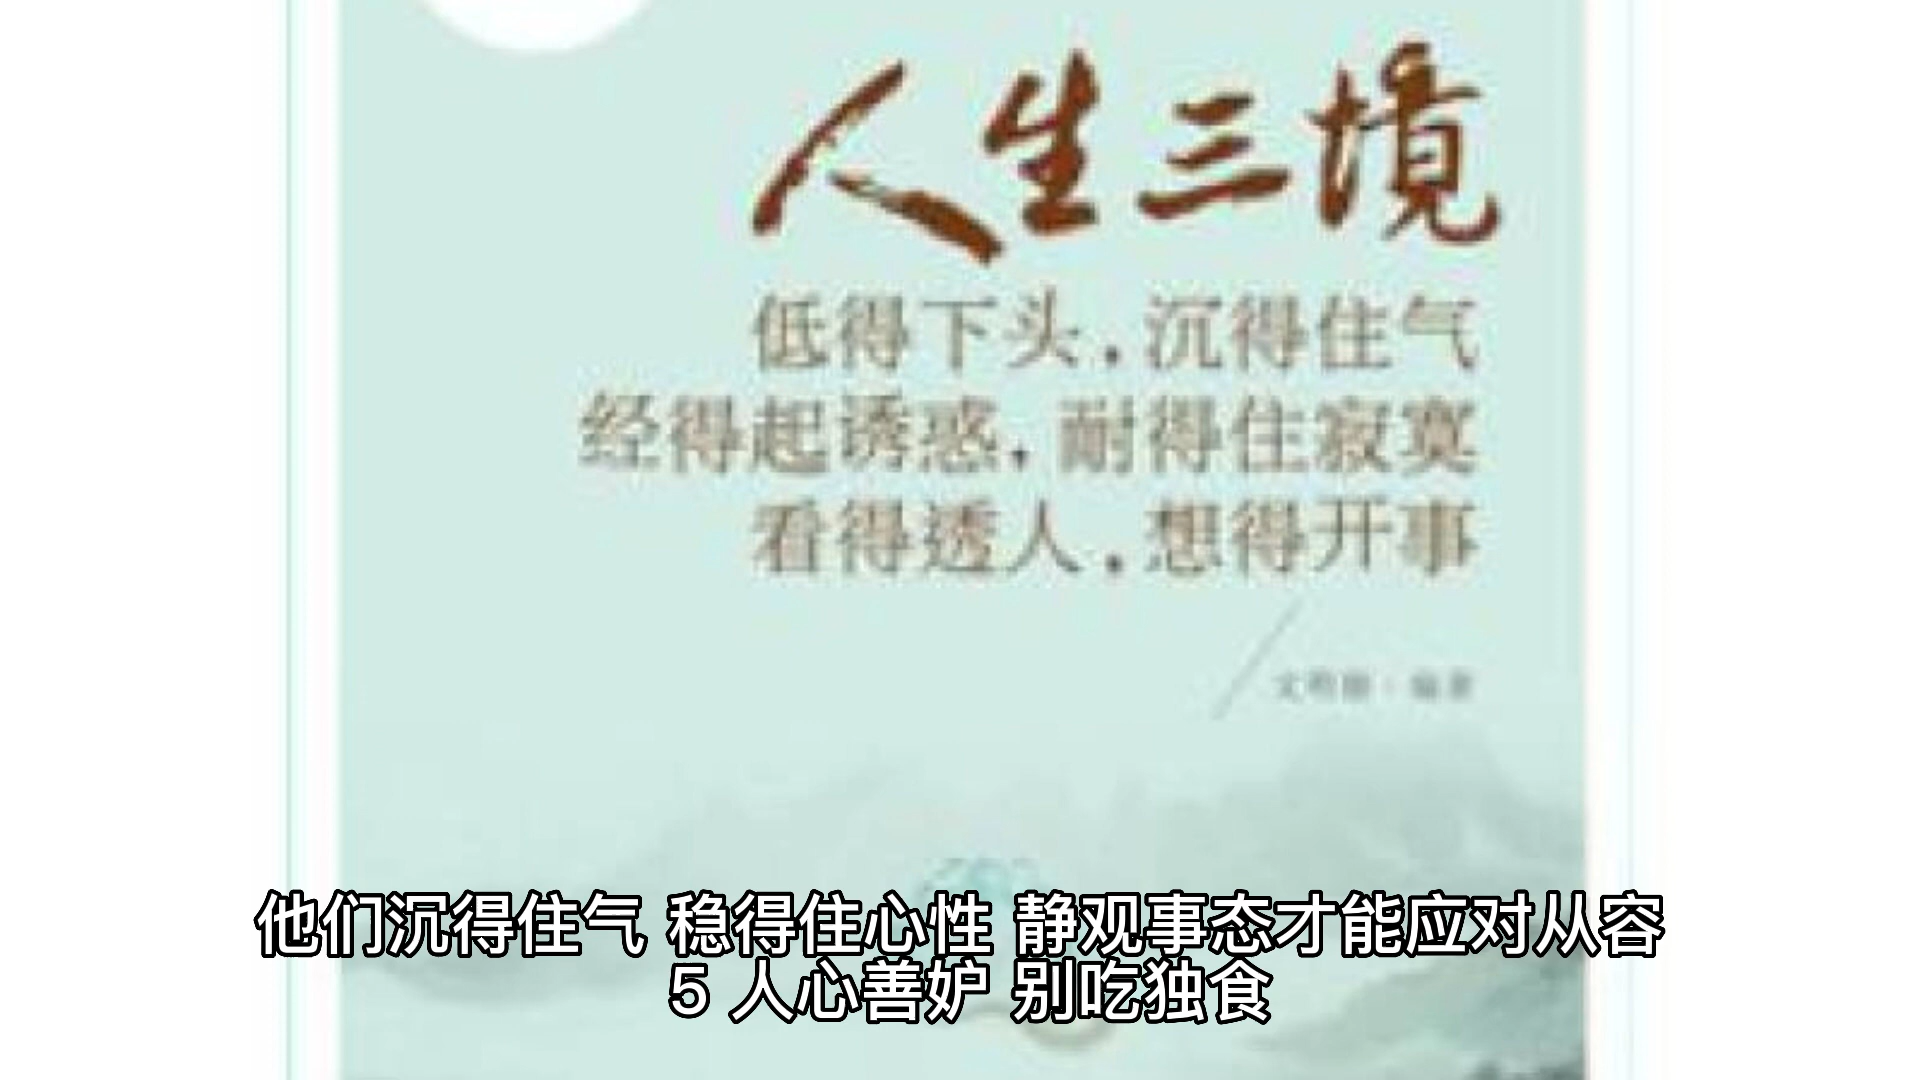 人生三境
低得下头，沉得住气
经得起诱惑，耐得住寂寞
看得透人，想得开事
他们沉得住气 稳得住心性 静观事态才能应对从容
5 人心善妒 别吃独食